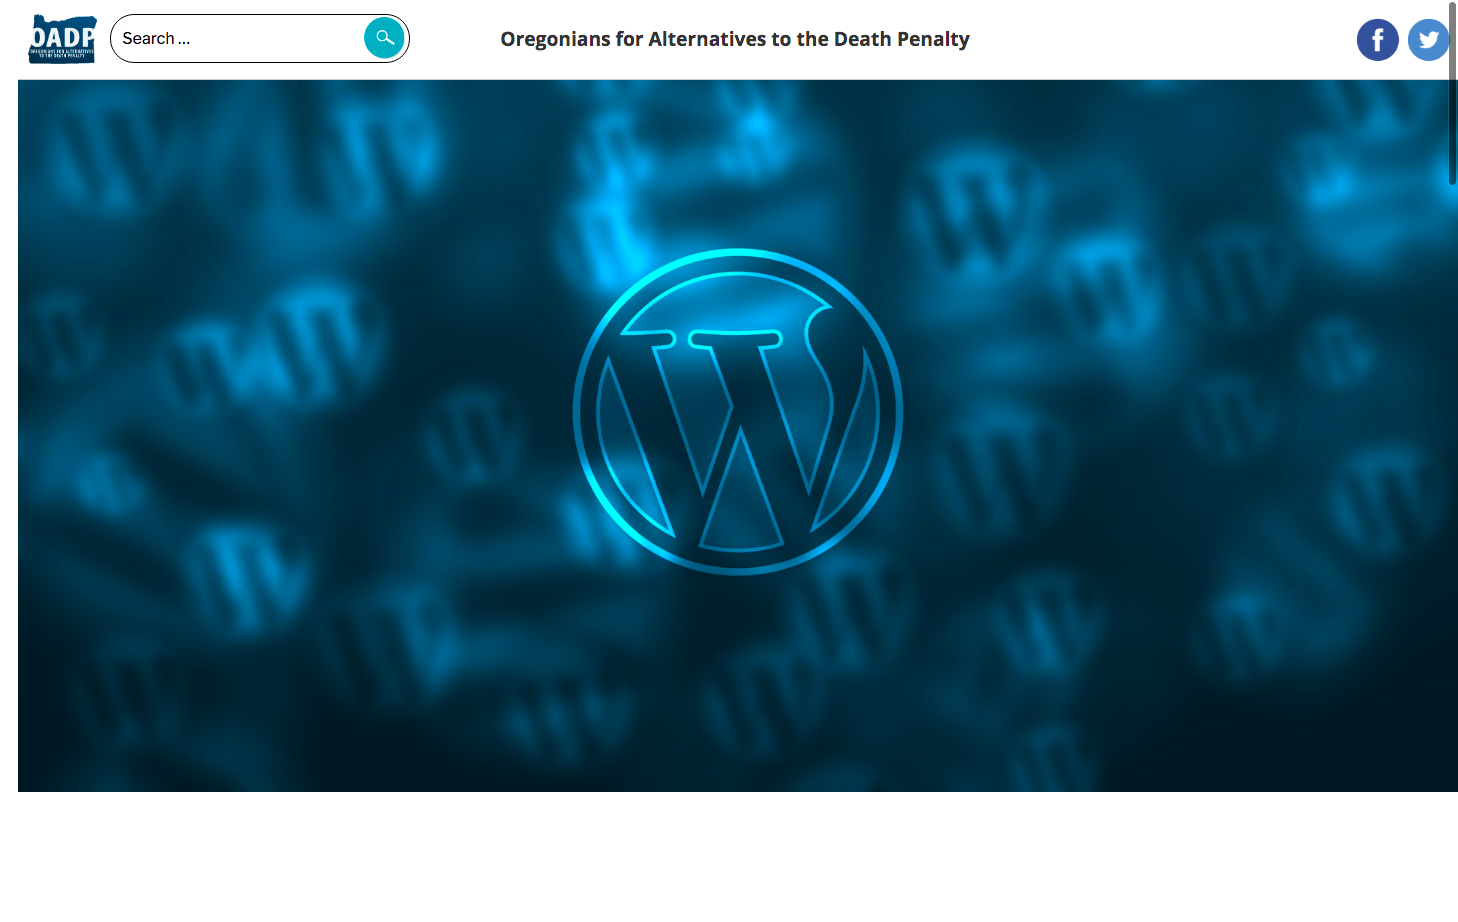 OADP
OREGONIANS FOR ALTERNATIVES
TO THE DEATH PENALTY
Search ...
Oregonians for Alternatives to the Death Penalty